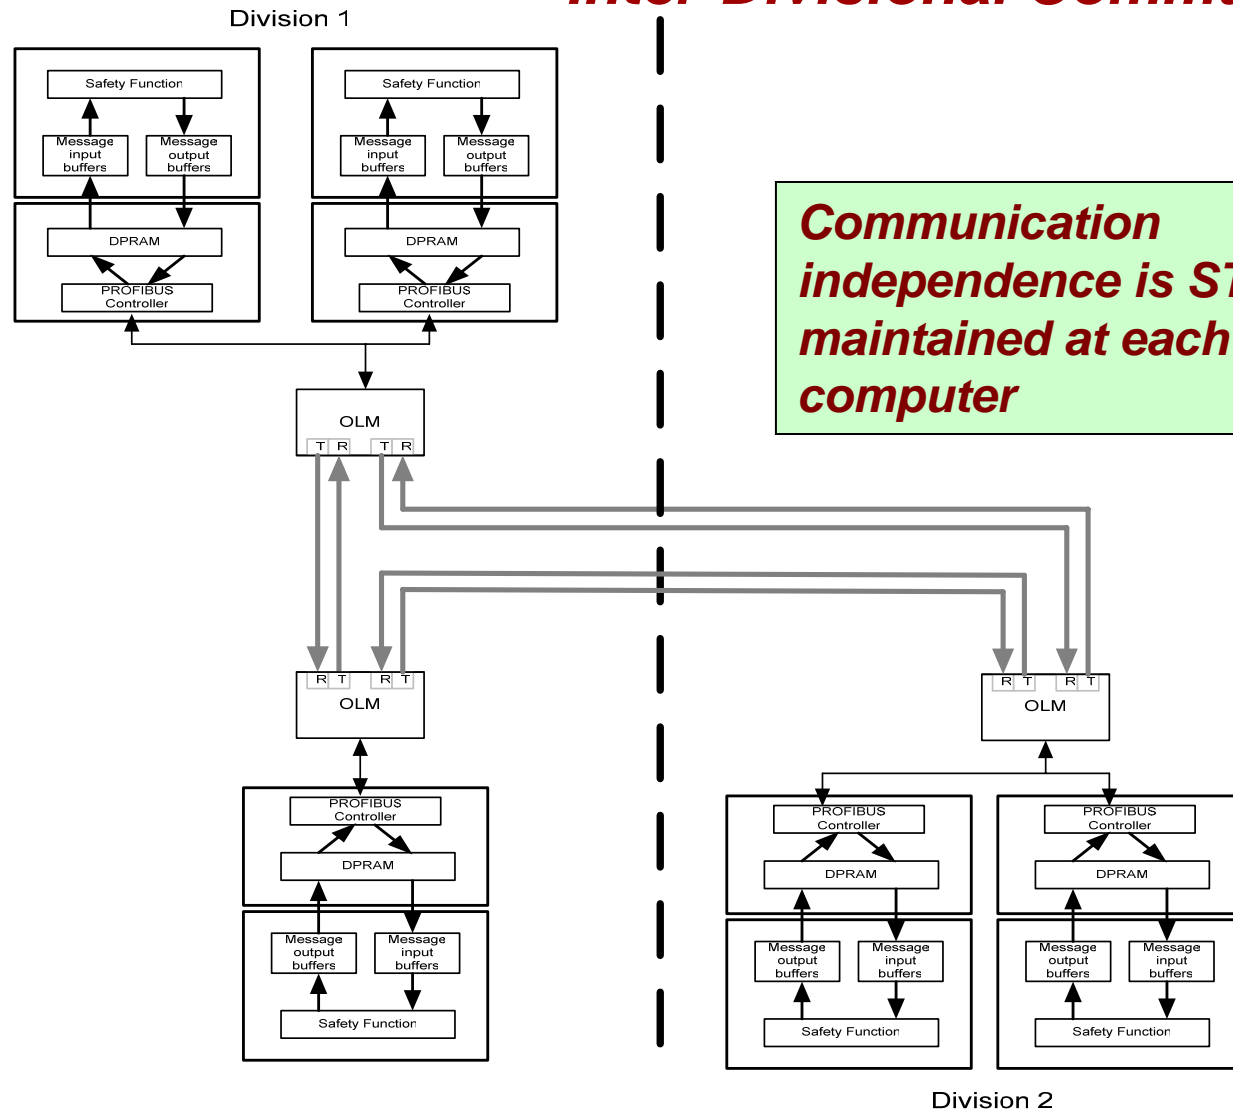 Division 1
Safety Function
Message
input
buffers
Message
output
buffers
DPRAM
PROFIBUS
Controller
Safety Function
Message
input
buffers
Message
output
buffers
DPRAM
PROFIBUS
Controller
Communication
independence is ST
maintained at each
computer
OLM
T R T R
R T R T
OLM
R T R T
OLM
PROFIBUS
Controller
DPRAM
Message
output
buffers
Message
input
buffers
Safety Function
PROFIBUS
Controller
DPRAM
Message
output
buffers
Message
input
buffers
Safety Function
PROFIBUS
Controller
DPRAM
Message
output
buffers
Message
input
buffers
Safety Function
Division 2